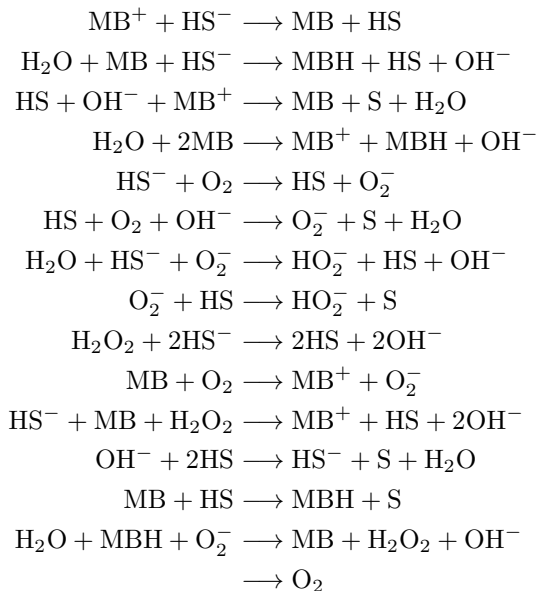 MB⁺ + HS⁻ ⟶ MB + HS
H₂O + MB + HS⁻ ⟶ MBH + HS + OH⁻
HS + OH⁻ + MB⁺ ⟶ MB + S + H₂O
H₂O + 2MB ⟶ MB⁺ + MBH + OH⁻
HS⁻ + O₂ ⟶ HS + O₂⁻
HS + O₂ + OH⁻ ⟶ O₂⁻ + S + H₂O
H₂O + HS⁻ + O₂⁻ ⟶ HO₂⁻ + HS + OH⁻
O₂⁻ + HS ⟶ HO₂⁻ + S
H₂O₂ + 2HS⁻ ⟶ 2HS + 2OH⁻
MB + O₂ ⟶ MB⁺ + O₂⁻
HS⁻ + MB + H₂O₂ ⟶ MB⁺ + HS + 2OH⁻
OH⁻ + 2HS ⟶ HS⁻ + S + H₂O
MB + HS ⟶ MBH + S
H₂O + MBH + O₂⁻ ⟶ MB + H₂O₂ + OH⁻
⟶ O₂